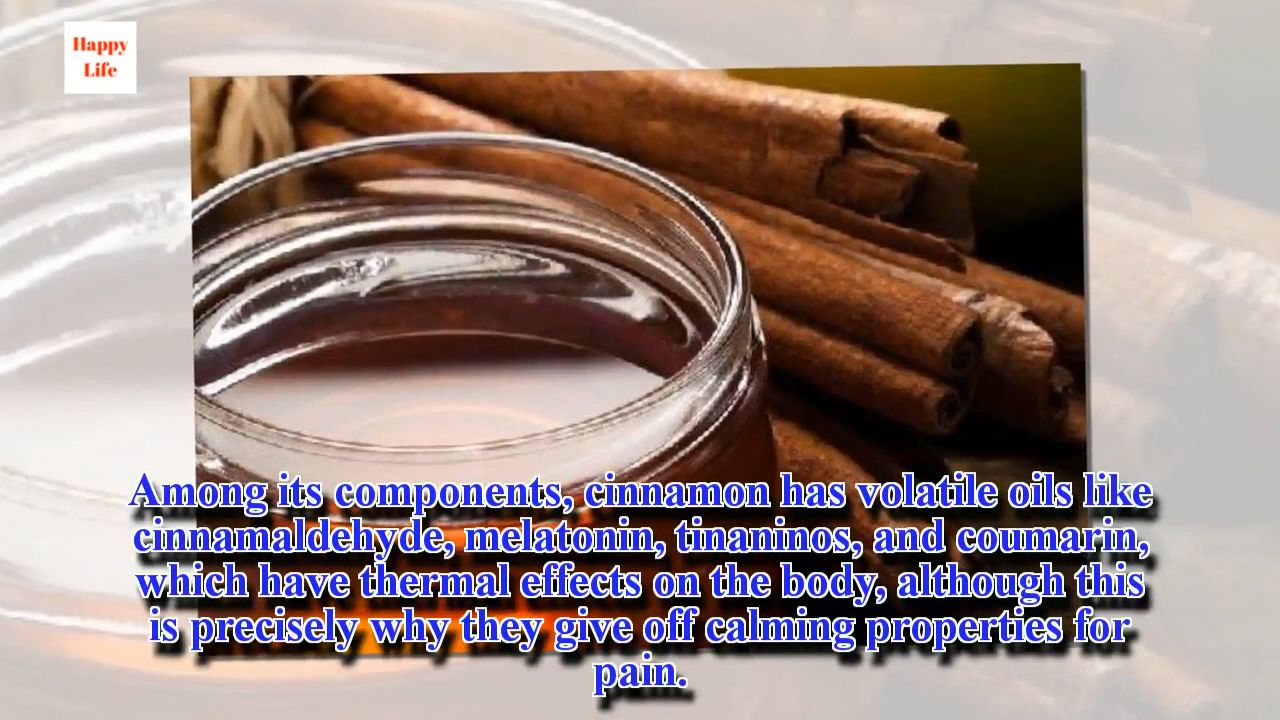 Happy
Life
Among its components, cinnamon has volatile oils like
cinnamaldehyde, melatonin, tinaninos, and coumarin,
which have thermal effects on the body, although this
is precisely why they give off calming properties for
pain.